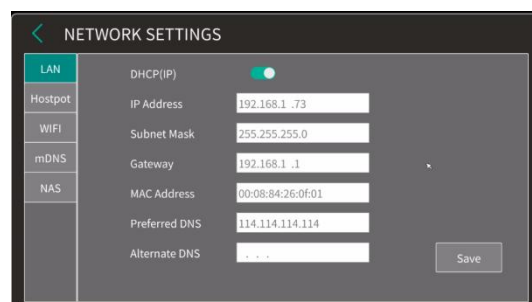 NETWORK SETTINGS
LAN
Hostpot
WIFI
mDNS
NAS
DHCP(IP)
IP Address 192.168.1 .73
Subnet Mask 255.255.255.0
Gateway 192.168.1 .1
MAC Address 00:08:84:26:0f:01
Preferred DNS 114.114.114.114
Alternate DNS . . .
Save